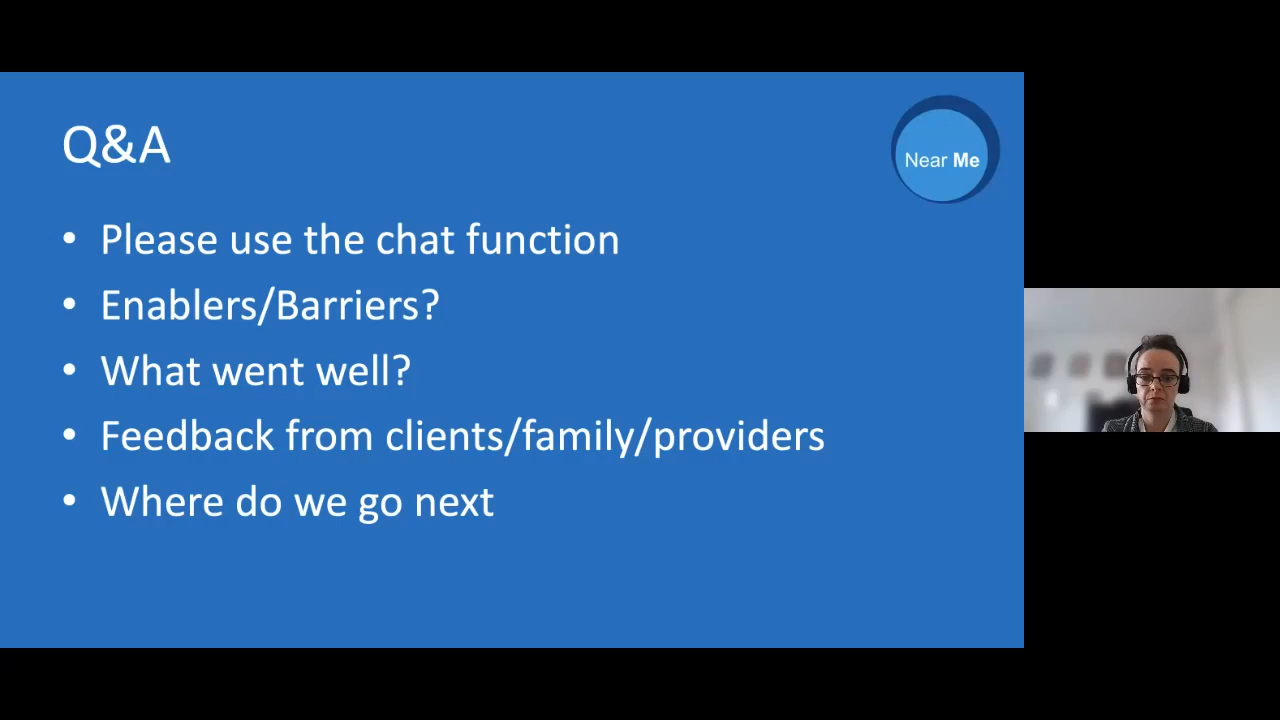 Q&A
Near Me
• Please use the chat function
• Enablers/Barriers?
• What went well?
• Feedback from clients/family/providers
• Where do we go next